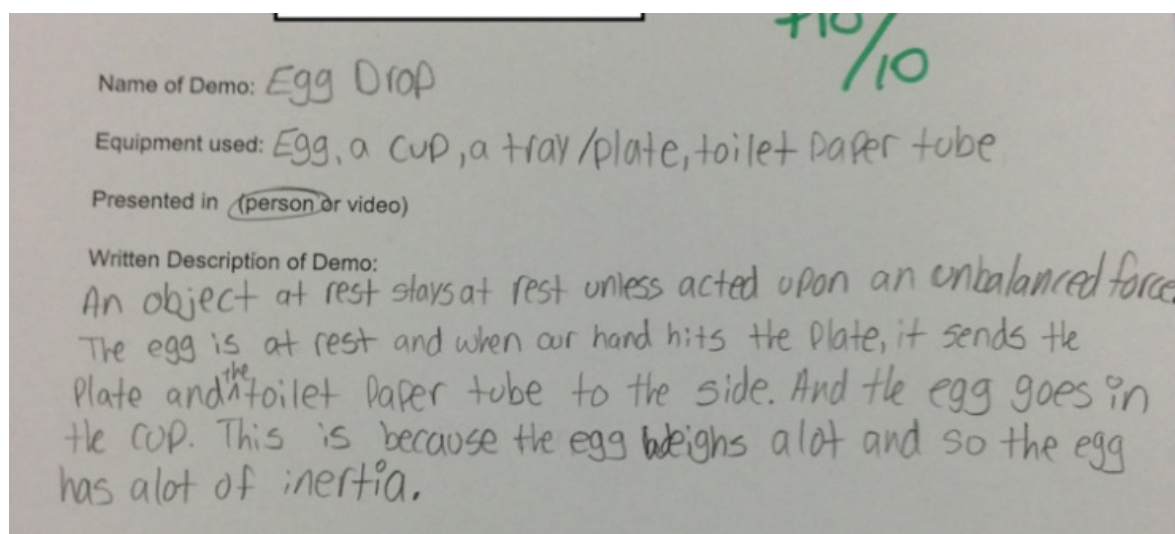 +10/10
Name of Demo: Egg Drop
Equipment used: Egg, a cup, a tray/plate, toilet paper tube
Presented in (person or video)
Written Description of Demo:
An object at rest stays at rest unless acted upon an unbalanced force.
The egg is at rest and when our hand hits the plate, it sends the
plate and the toilet paper tube to the side. And the egg goes in
the cup. This is because the egg weighs alot and so the egg
has alot of inertia.